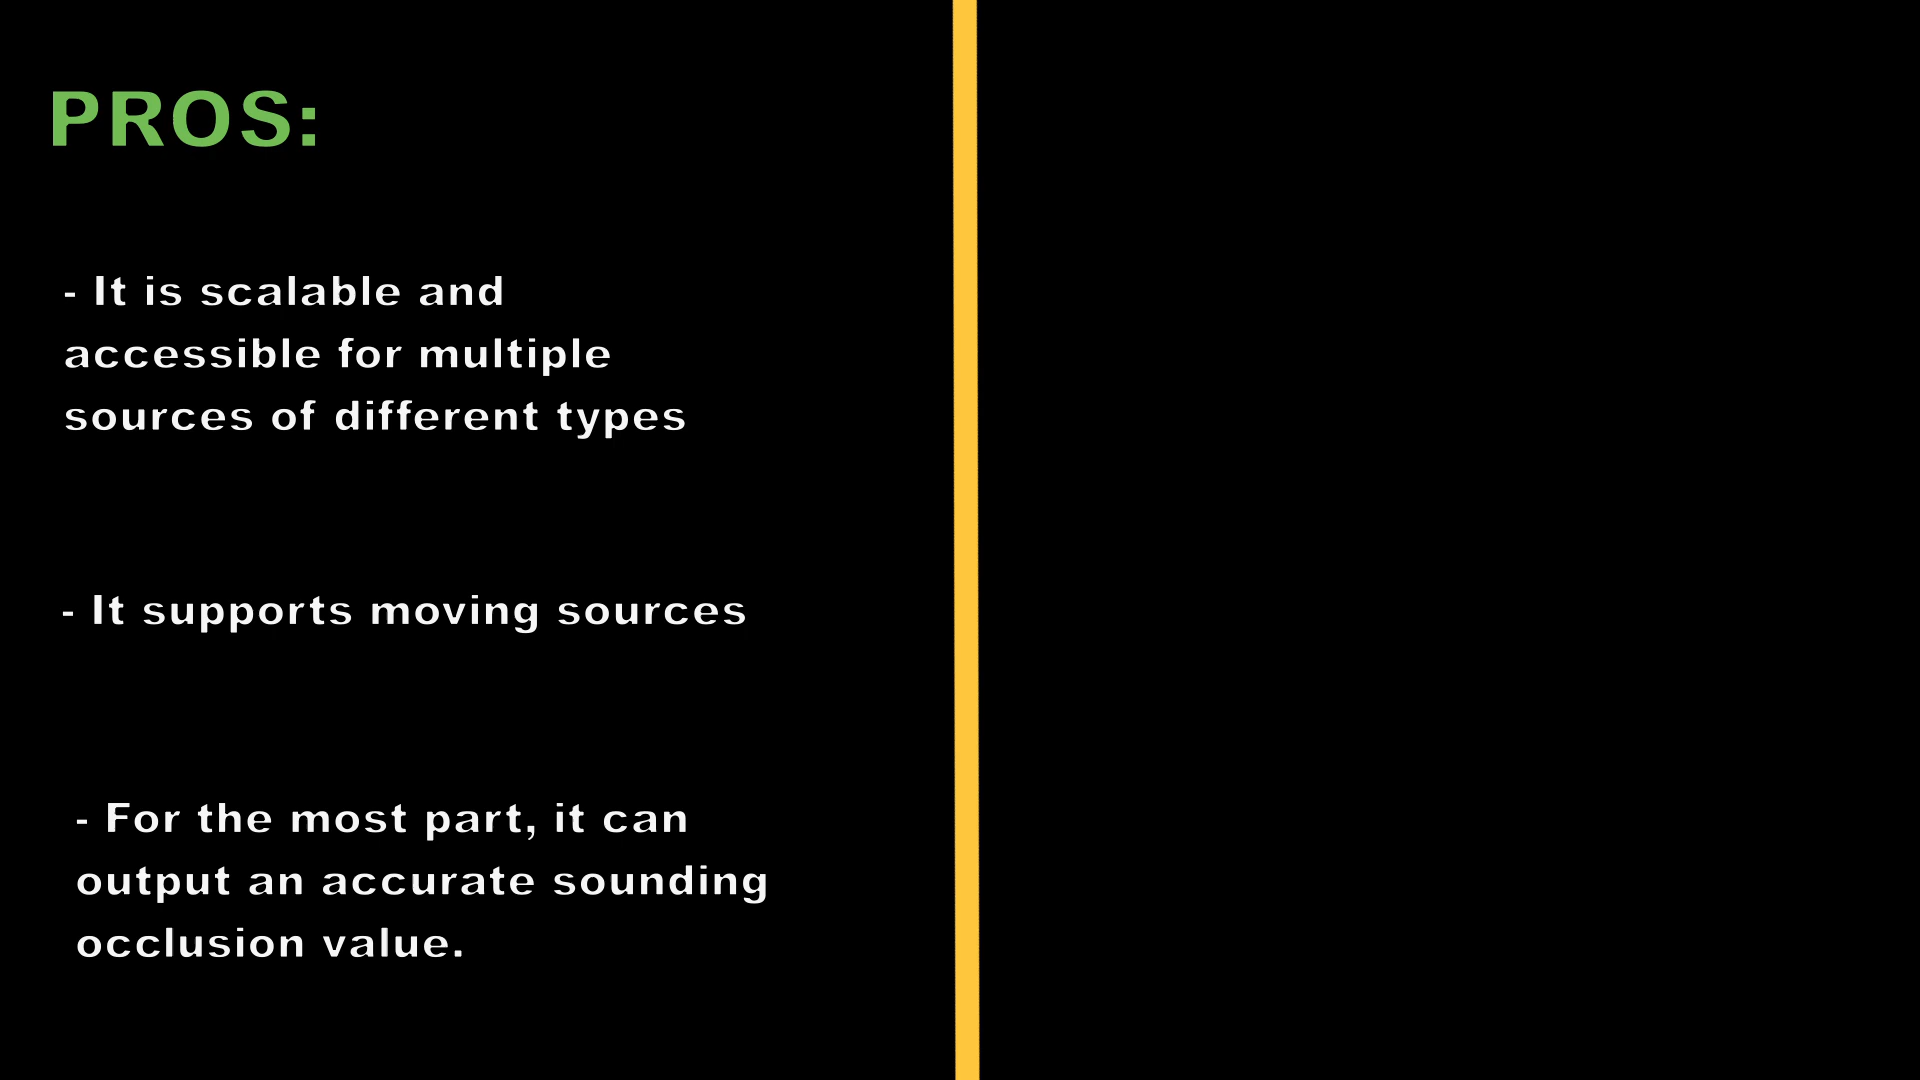 PROS:
- It is scalable and
accessible for multiple
sources of different types
- It supports moving sources
- For the most part, it can
output an accurate sounding
occlusion value.